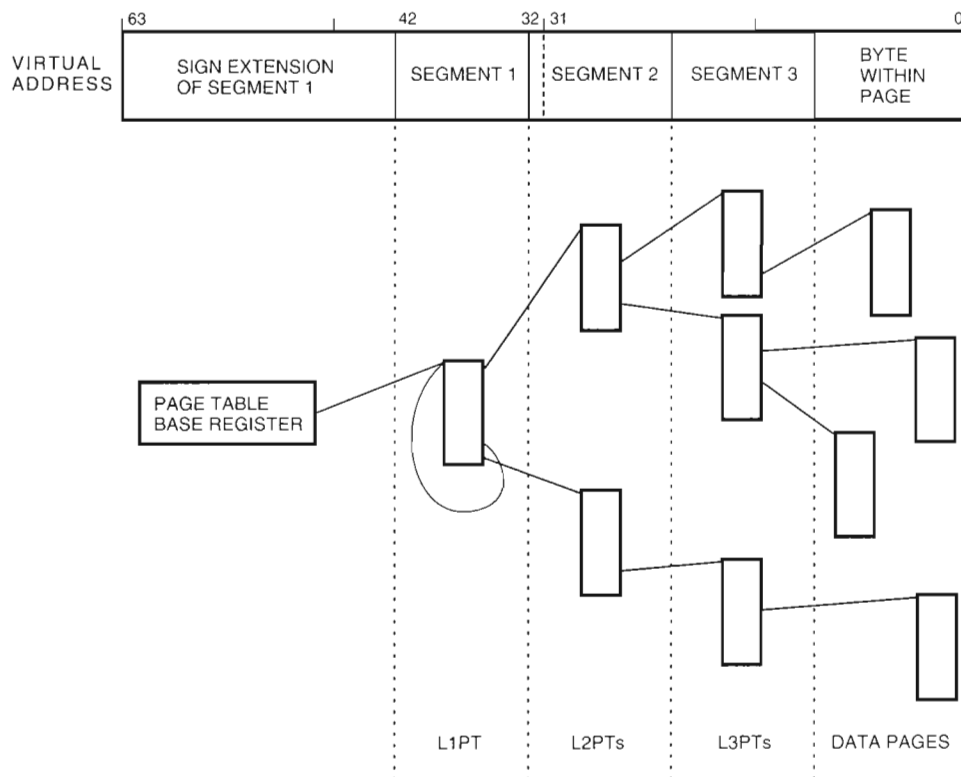 63 42 32 31 0
VIRTUAL ADDRESS
SIGN EXTENSION OF SEGMENT 1
SEGMENT 1
SEGMENT 2
SEGMENT 3
BYTE WITHIN PAGE
PAGE TABLE BASE REGISTER
L1PT L2PTs L3PTs DATA PAGES